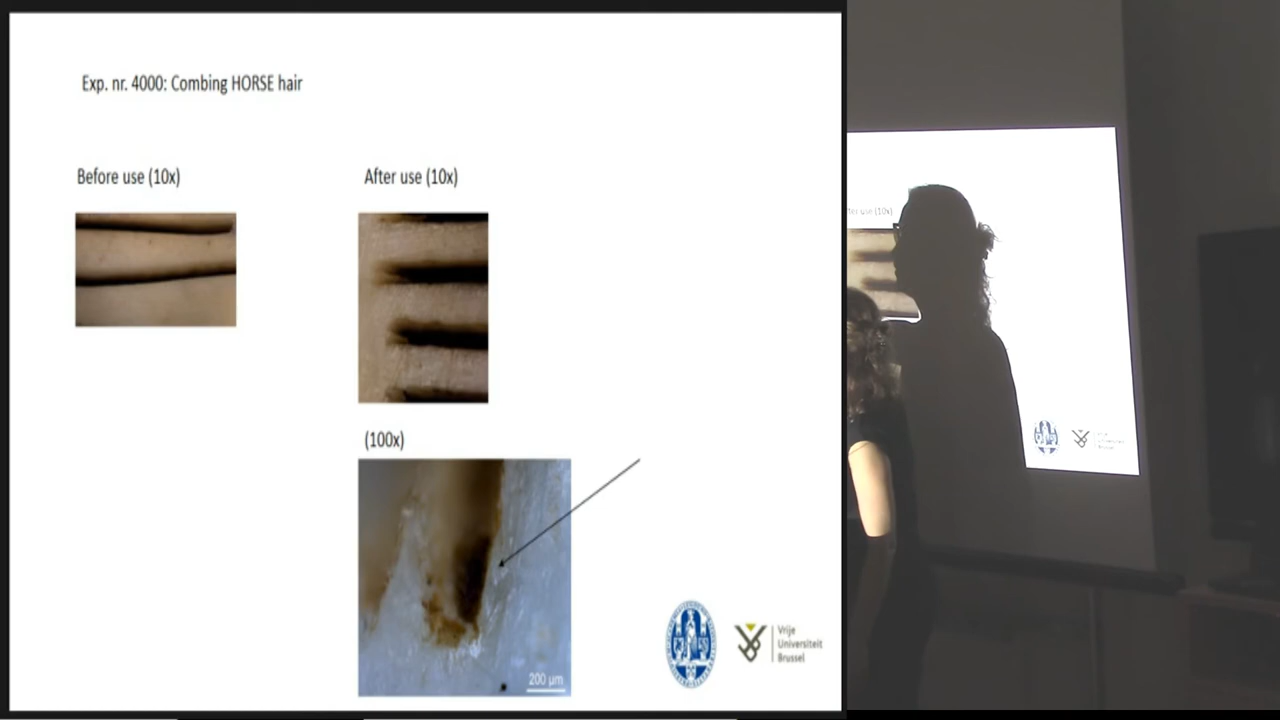 Exp. nr. 4000: Combing HORSE hair
Before use (10x)
After use (10x)
(100x)
200 µm
Vrije
Universiteit
Brussel
ter use (10x)